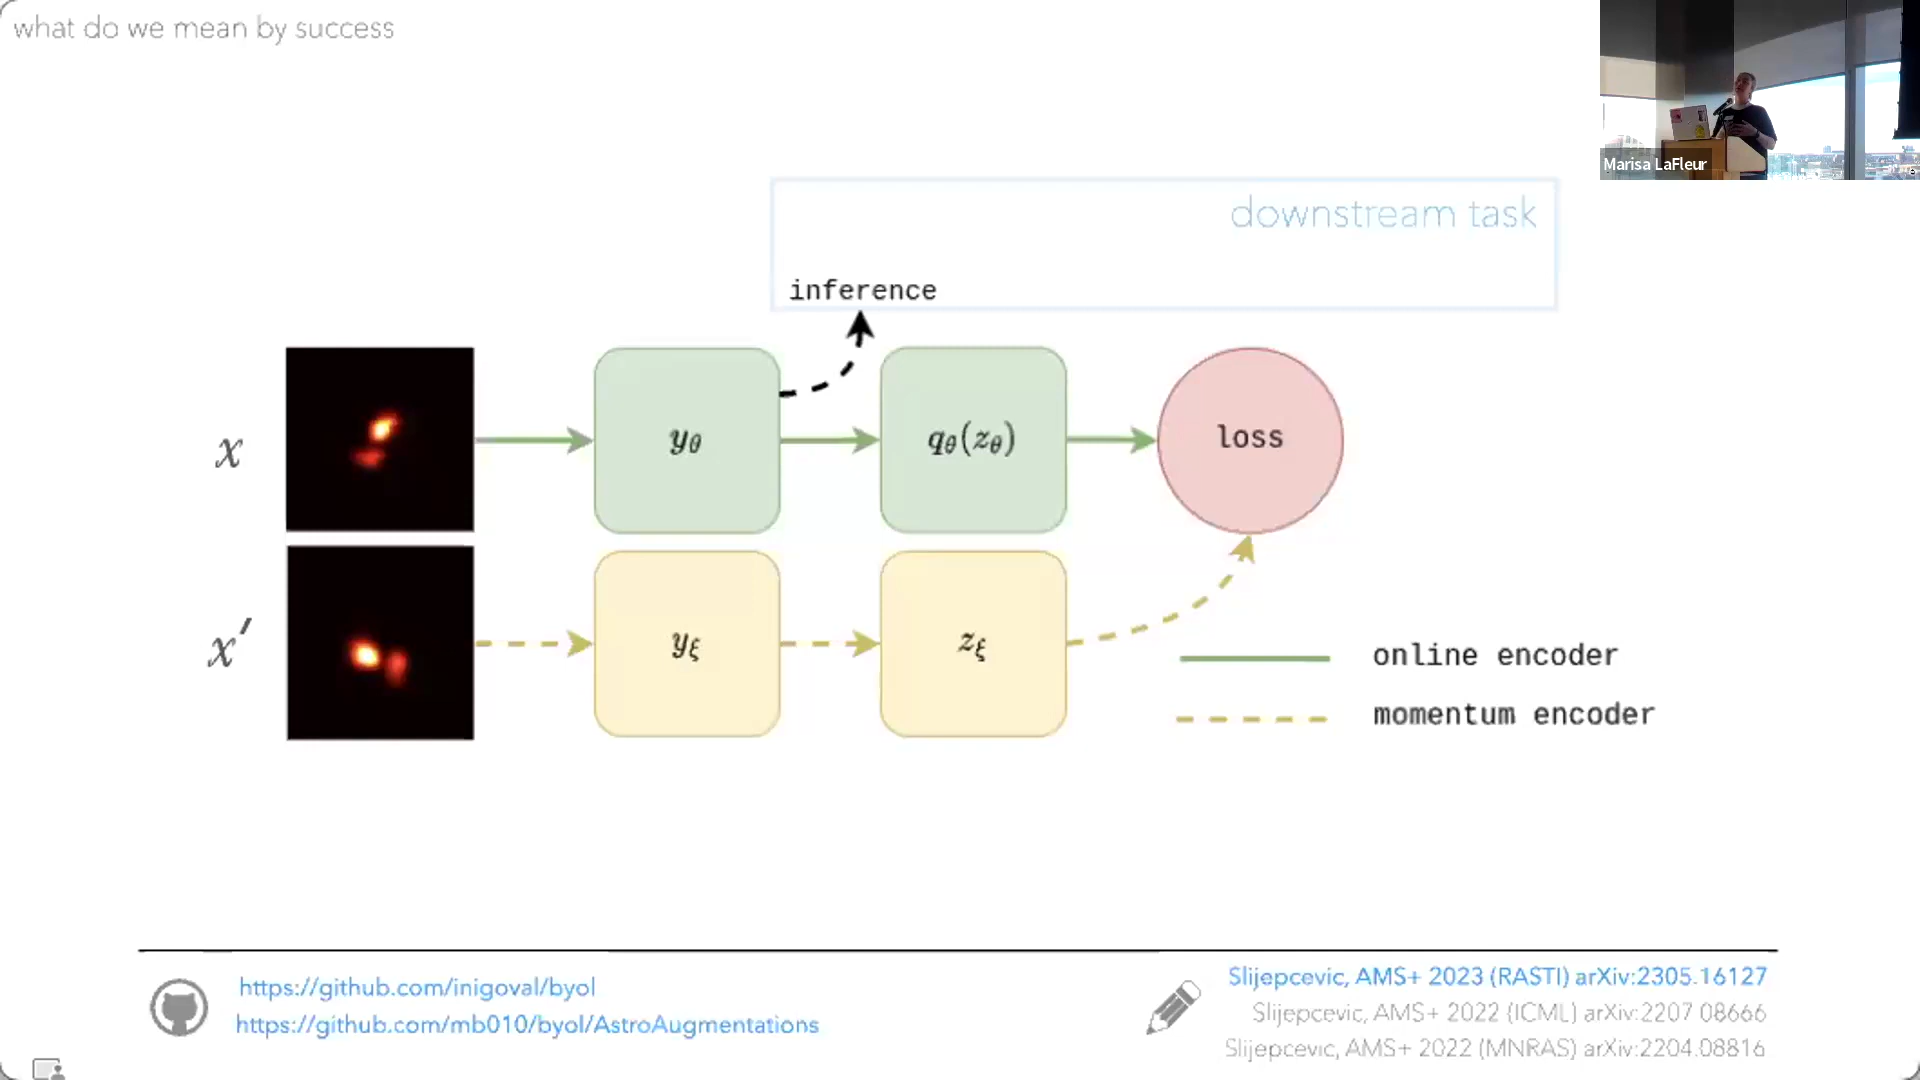 what do we mean by success
Marisa LaFleur
downstream task
inference
x
yθ
qθ(zθ)
loss
x′
yξ
zξ
online encoder
momentum encoder
https://github.com/inigoval/byol
https://github.com/mb010/byol/AstroAugmentations
Slijepcevic, AMS+ 2023 (RASTI) arXiv:2305.16127
Slijepcevic, AMS+ 2022 (ICML) arXiv:2207.08666
Slijepcevic, AMS+ 2022 (MNRAS) arXiv:2204.08816